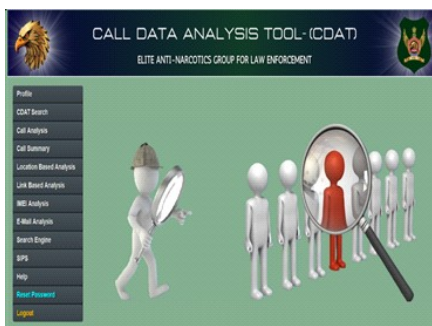 CALL DATA ANALYSIS TOOL-(CDAT)
ELITE ANTI-NARCOTICS GROUP FOR LAW ENFORCEMENT
Profile
CDAT Search
Call Analysis
Call Summary
Location Based Analysis
Link Based Analysis
IMEI Analysis
E-Mail Analysis
Search Engine
SIPS
Help
Reset Password
Logout